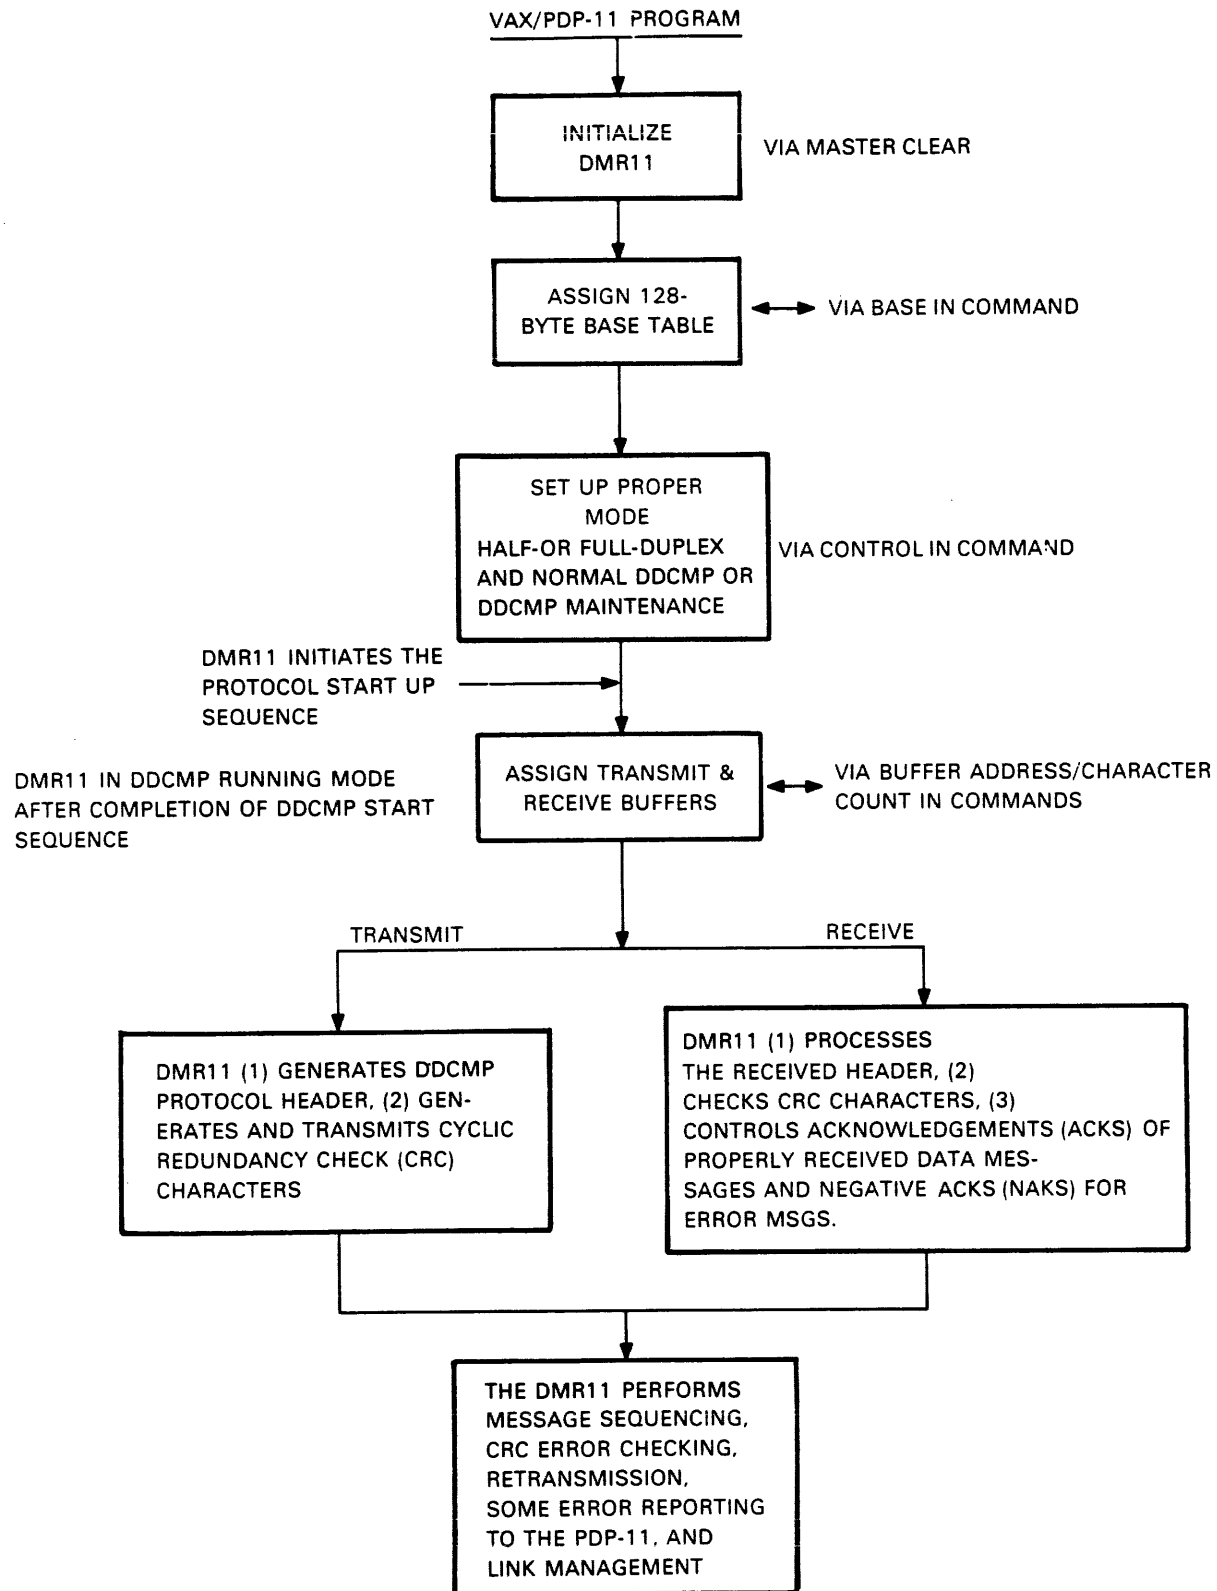 VAX/PDP-11 PROGRAM
INITIALIZE
DMR11
VIA MASTER CLEAR
ASSIGN 128-
BYTE BASE TABLE
VIA BASE IN COMMAND
SET UP PROPER
MODE
HALF-OR FULL-DUPLEX
AND NORMAL DDCMP OR
DDCMP MAINTENANCE
VIA CONTROL IN COMMAND
DMR11 INITIATES THE
PROTOCOL START UP
SEQUENCE
ASSIGN TRANSMIT &
RECEIVE BUFFERS
VIA BUFFER ADDRESS/CHARACTER
COUNT IN COMMANDS
DMR11 IN DDCMP RUNNING MODE
AFTER COMPLETION OF DDCMP START
SEQUENCE
TRANSMIT
RECEIVE
DMR11 (1) GENERATES DDCMP
PROTOCOL HEADER, (2) GEN-
ERATES AND TRANSMITS CYCLIC
REDUNDANCY CHECK (CRC)
CHARACTERS
DMR11 (1) PROCESSES
THE RECEIVED HEADER, (2)
CHECKS CRC CHARACTERS, (3)
CONTROLS ACKNOWLEDGEMENTS (ACKS) OF
PROPERLY RECEIVED DATA MES-
SAGES AND NEGATIVE ACKS (NAKS) FOR
ERROR MSGS.
THE DMR11 PERFORMS
MESSAGE SEQUENCING,
CRC ERROR CHECKING,
RETRANSMISSION,
SOME ERROR REPORTING
TO THE PDP-11, AND
LINK MANAGEMENT